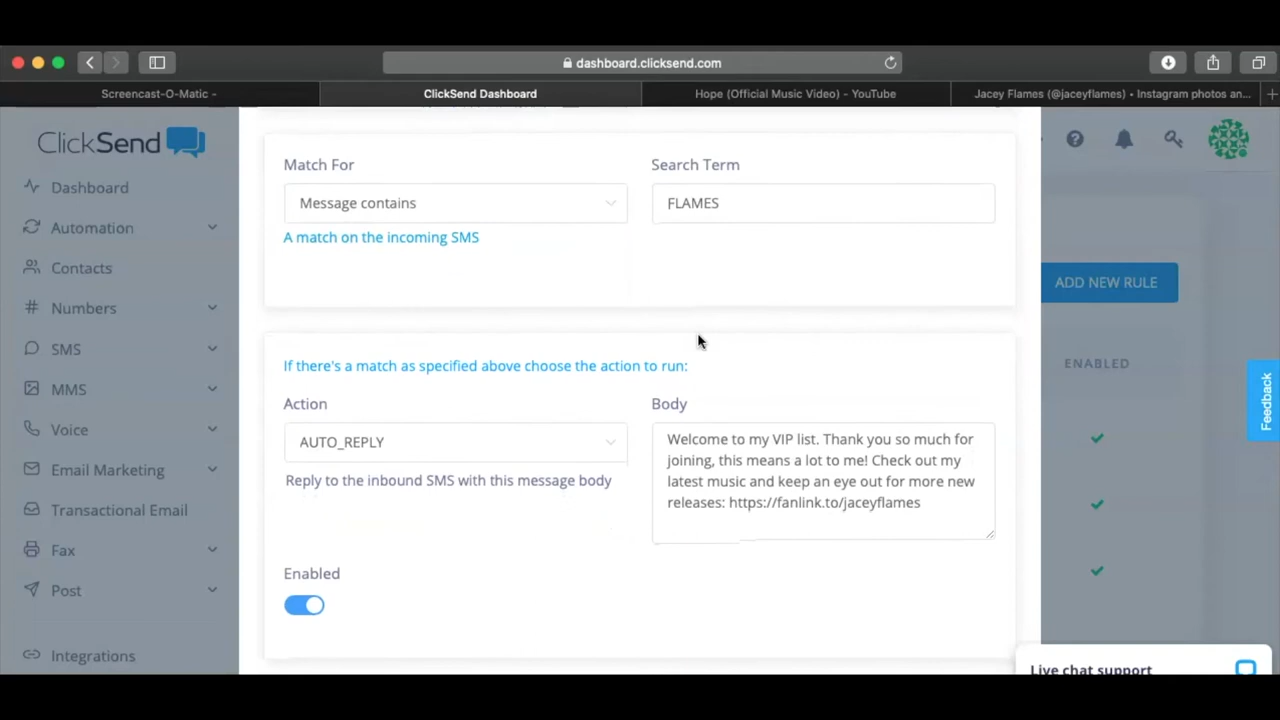 dashboard.clicksend.com
Screencast-O-Matic -
ClickSend Dashboard
Hope (Official Music Video) - YouTube
Jacey Flames (@jaceyflames) • Instagram photos an...
ClickSend
Dashboard
Automation
Contacts
Numbers
SMS
MMS
Voice
Email Marketing
Transactional Email
Fax
Post
Integrations
Match For
Message contains
A match on the incoming SMS
Search Term
FLAMES
If there's a match as specified above choose the action to run:
Action
AUTO_REPLY
Reply to the inbound SMS with this message body
Body
Welcome to my VIP list. Thank you so much for
joining, this means a lot to me! Check out my
latest music and keep an eye out for more new
releases: https://fanlink.to/jaceyflames
Enabled
ADD NEW RULE
ENABLED
Feedback
Live chat support